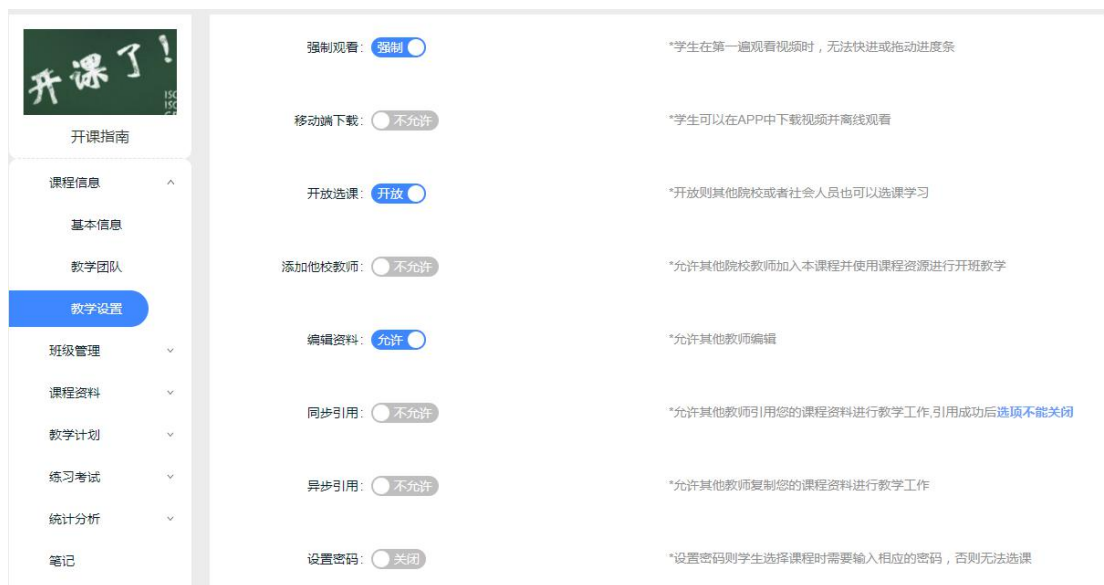 开课了！
ISO
ISO
开课指南
课程信息
基本信息
教学团队
教学设置
班级管理
课程资料
教学计划
练习考试
统计分析
笔记
强制观看： 强制 *学生在第一遍观看视频时，无法快进或拖动进度条
移动端下载： 不允许 *学生可以在APP中下载视频并离线观看
开放选课： 开放 *开放则其他院校或者社会人员也可以选课学习
添加他校教师： 不允许 *允许其他院校教师加入本课程并使用课程资源进行开班教学
编辑资料： 允许 *允许其他教师编辑
同步引用： 不允许 *允许其他教师引用您的课程资料进行教学工作,引用成功后选项不能关闭
异步引用： 不允许 *允许其他教师复制您的课程资料进行教学工作
设置密码： 关闭 *设置密码则学生选择课程时需要输入相应的密码，否则无法选课